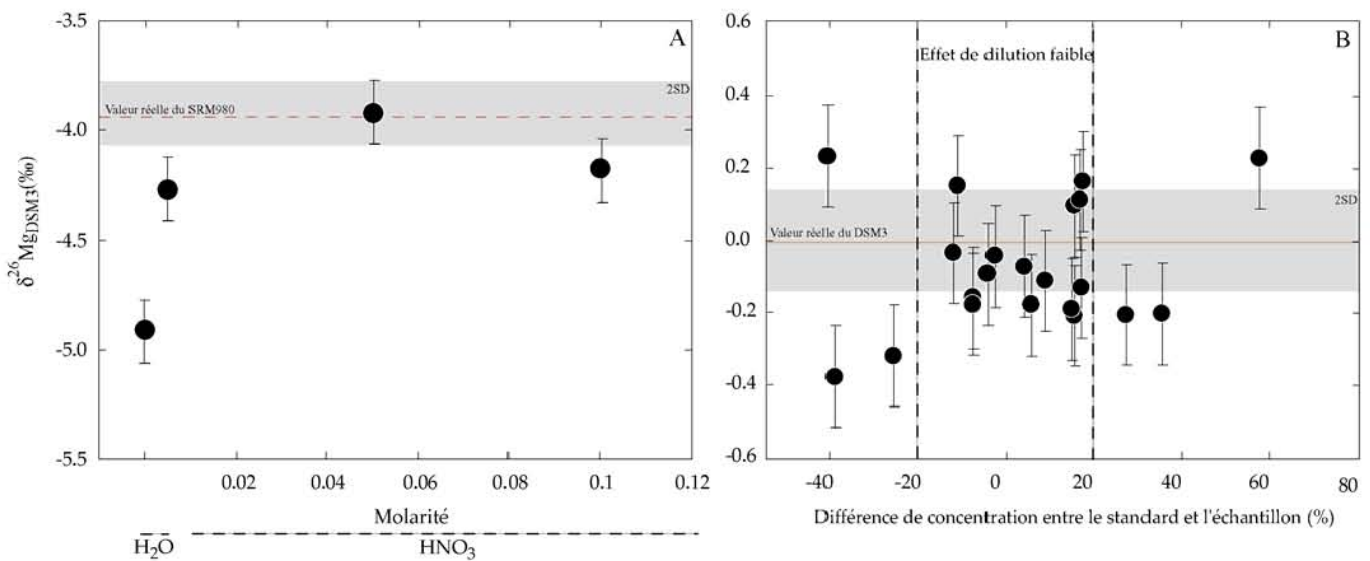 A
-3.5
-4.0
-4.5
-5.0
-5.5
δ26MgDSM3(‰)
2SD
Valeur réelle du SRM980
0.02
0.04
0.06
0.08
0.1
0.12
Molarité
H2O
HNO3
B
0.6
0.4
0.2
0.0
-0.2
-0.4
-0.6
Effet de dilution faible
2SD
Valeur réelle du DSM3
-40
-20
0
20
40
60
80
Différence de concentration entre le standard et l'échantillon (%)